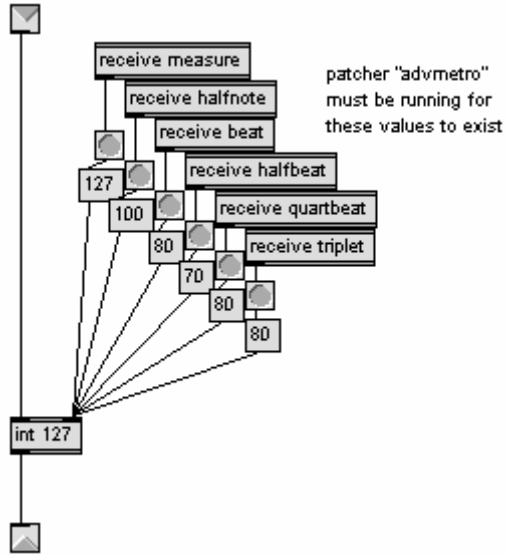 receive measure
patcher "advmetro"
receive halfnote
must be running for
receive beat
these values to exist
receive halfbeat
127
receive quartbeat
100
receive triplet
80
70
80
80
int 127